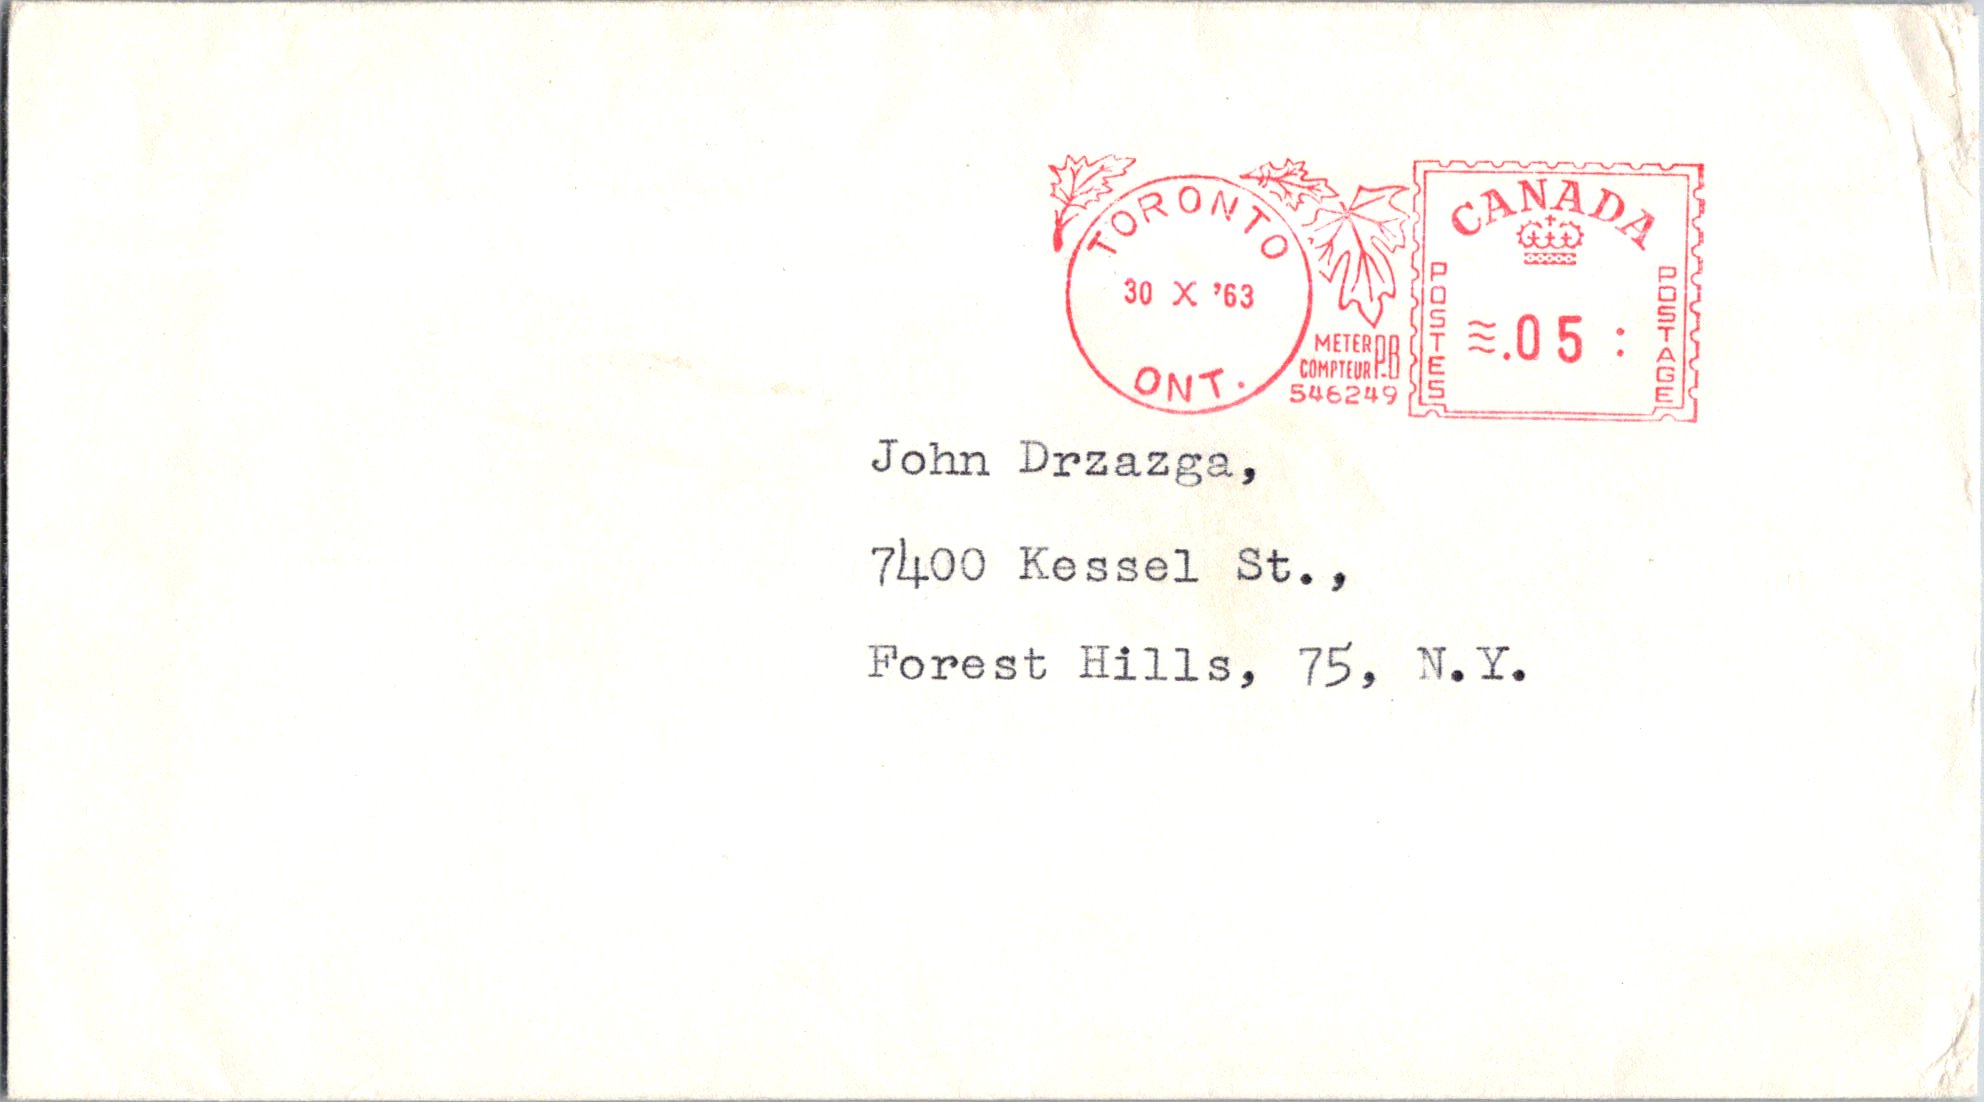 TORONTO
30 X '63
ONT.
METER
COMPTEUR
P.B
546249
CANADA
POSTES
.05 :
POSTAGE
John Drzazga,
7400 Kessel St.,
Forest Hills, 75, N.Y.